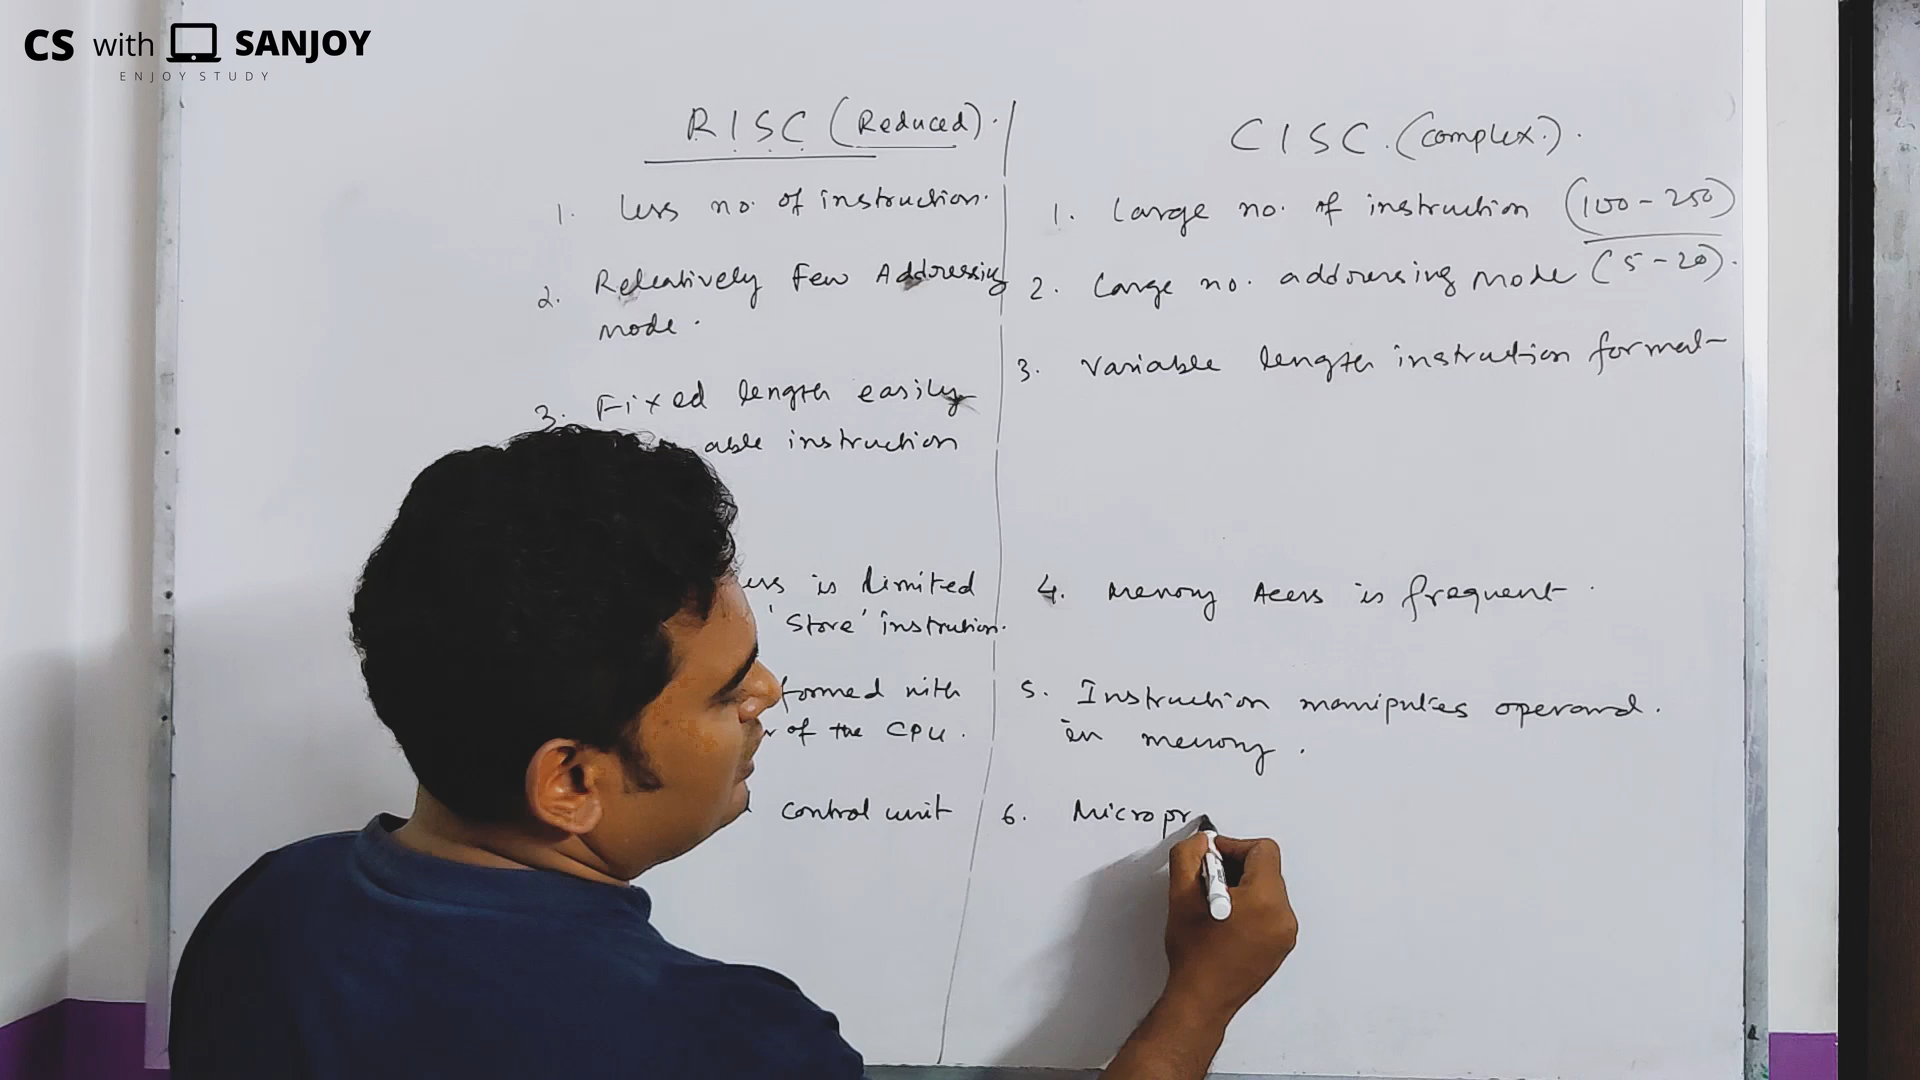 CS with SANJOY
ENJOY STUDY
RISC (Reduced).
1. Less no. of instruction.
2. Releatively Few Addressing
mode.
3. Fixed length easily
able instruction
is limited
'Store' instrution.
formed with
of the CPU.
control unit
CISC. (Complex.).
1. Large no. of instruction (100-250)
2. Large no. addressing mode (5-20).
3. Variable length instruction format
4. Memory Acess is frequent.
5. Instruction manipultes operand.
in memory.
6. Micropr